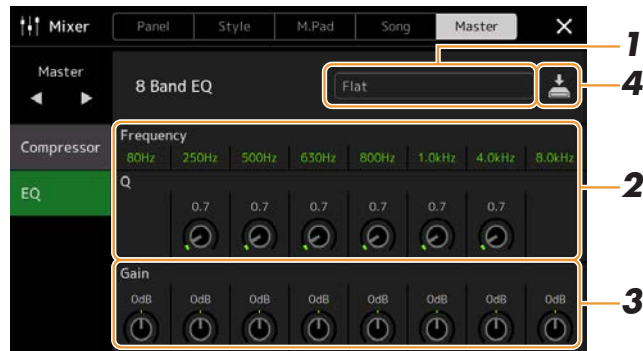 Mixer Panel Style M.Pad Song Master ×
1
Master
8 Band EQ Flat
4
Compressor
EQ
Frequency
80Hz 250Hz 500Hz 630Hz 800Hz 1.0kHz 4.0kHz 8.0kHz
2
Q
0.7 0.7 0.7 0.7 0.7 0.7
Gain
0dB 0dB 0dB 0dB 0dB 0dB 0dB 0dB
3